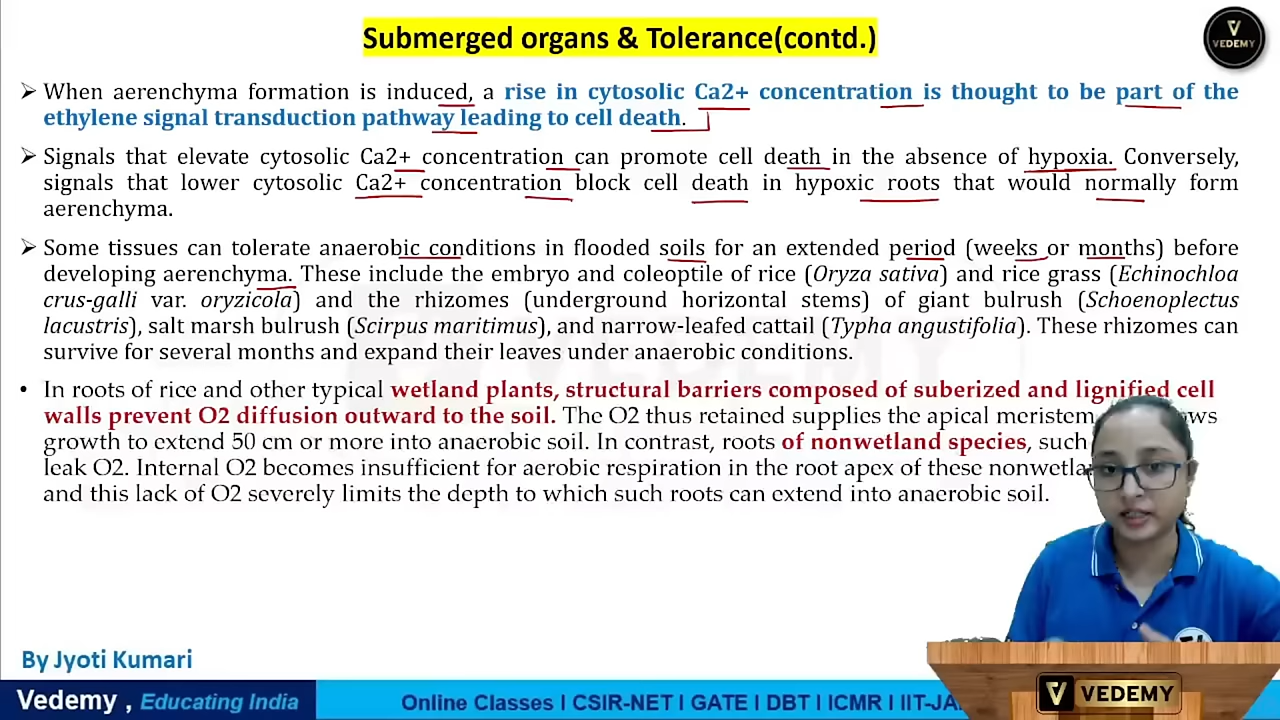 Submerged organs & Tolerance(contd.)
VEDEMY
➢ When aerenchyma formation is induced, a rise in cytosolic Ca2+ concentration is thought to be part of the
ethylene signal transduction pathway leading to cell death.
➢ Signals that elevate cytosolic Ca2+ concentration can promote cell death in the absence of hypoxia. Conversely,
signals that lower cytosolic Ca2+ concentration block cell death in hypoxic roots that would normally form
aerenchyma.
➢ Some tissues can tolerate anaerobic conditions in flooded soils for an extended period (weeks or months) before
developing aerenchyma. These include the embryo and coleoptile of rice (Oryza sativa) and rice grass (Echinochloa
crus-galli var. oryzicola) and the rhizomes (underground horizontal stems) of giant bulrush (Schoenoplectus
lacustris), salt marsh bulrush (Scirpus maritimus), and narrow-leafed cattail (Typha angustifolia). These rhizomes can
survive for several months and expand their leaves under anaerobic conditions.
• In roots of rice and other typical wetland plants, structural barriers composed of suberized and lignified cell
walls prevent O2 diffusion outward to the soil. The O2 thus retained supplies the apical meristem
growth to extend 50 cm or more into anaerobic soil. In contrast, roots of nonwetland species, such
leak O2. Internal O2 becomes insufficient for aerobic respiration in the root apex of these
and this lack of O2 severely limits the depth to which such roots can extend into anaerobic soil.
By Jyoti Kumari
VEDEMY
Vedemy , Educating India
Online Classes I CSIR-NET I GATE I DBT I ICMR I